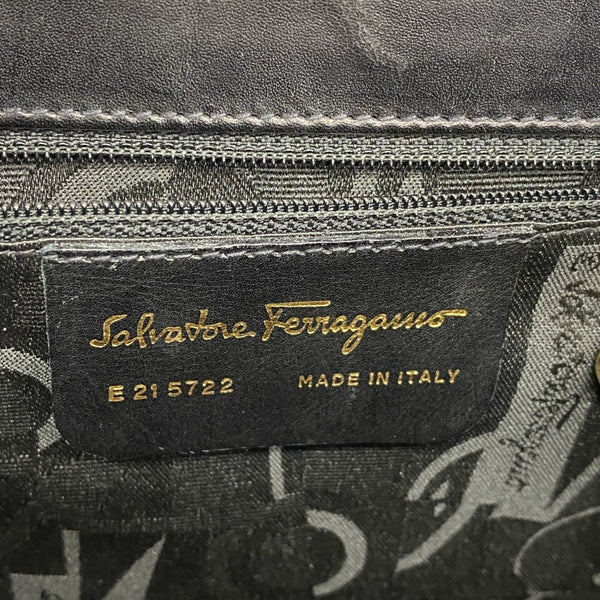 Salvatore Ferragamo
E 21 5722 MADE IN ITALY